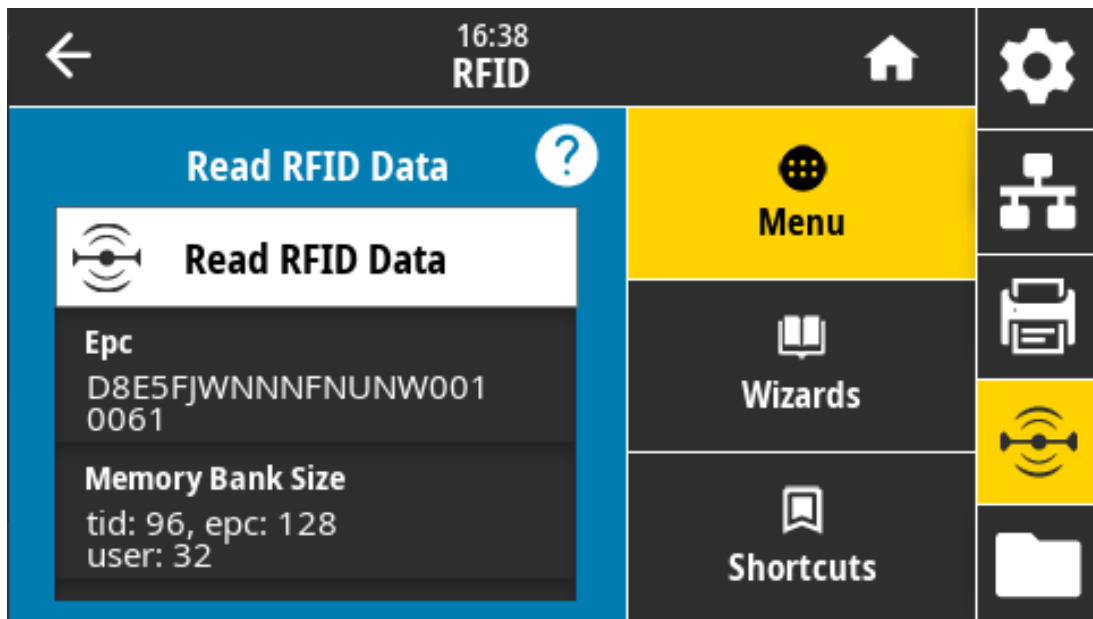 16:38
RFID
Read RFID Data
?
Read RFID Data
Epc
D8E5FJWNNNFNUNW001
0061
Memory Bank Size
tid: 96, epc: 128
user: 32
Menu
Wizards
Shortcuts